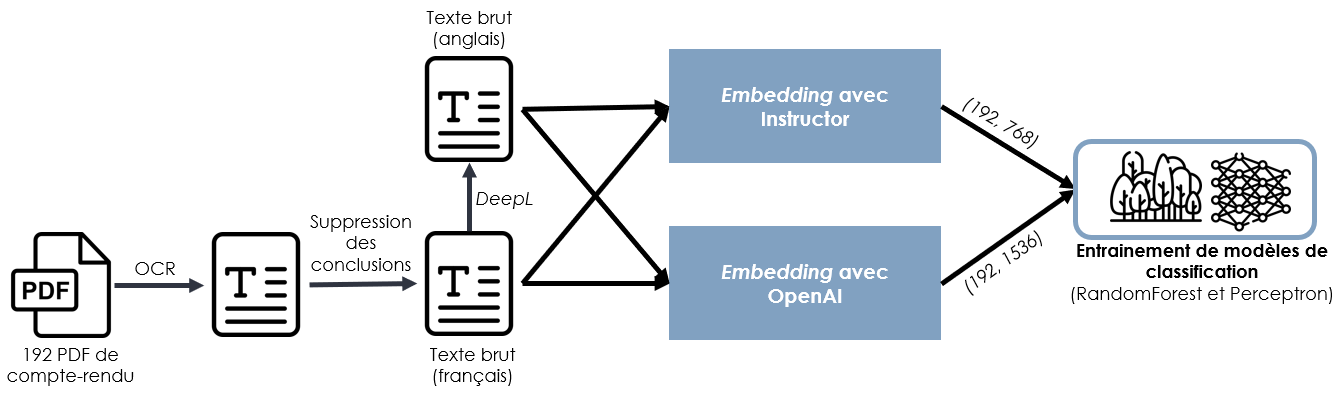 Texte brut
(anglais)
T
DeepL
Suppression
des
conclusions
OCR
PDF
T
T
192 PDF de
compte-rendu
Texte brut
(français)
Embedding avec
Instructor
Embedding avec
OpenAI
(192, 768)
(192, 1536)
Entrainement de modèles de
classification
(RandomForest et Perceptron)